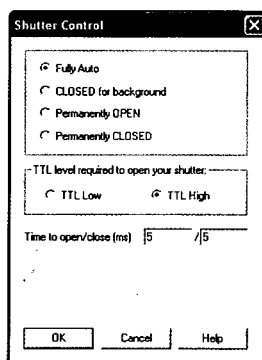 Shutter Control
Fully Auto
CLOSED for background
Permanently OPEN
Permanently CLOSED
TTL level required to open your shutter:
TTL Low TTL High
Time to open/close (ms) 5 / 5
OK Cancel Help